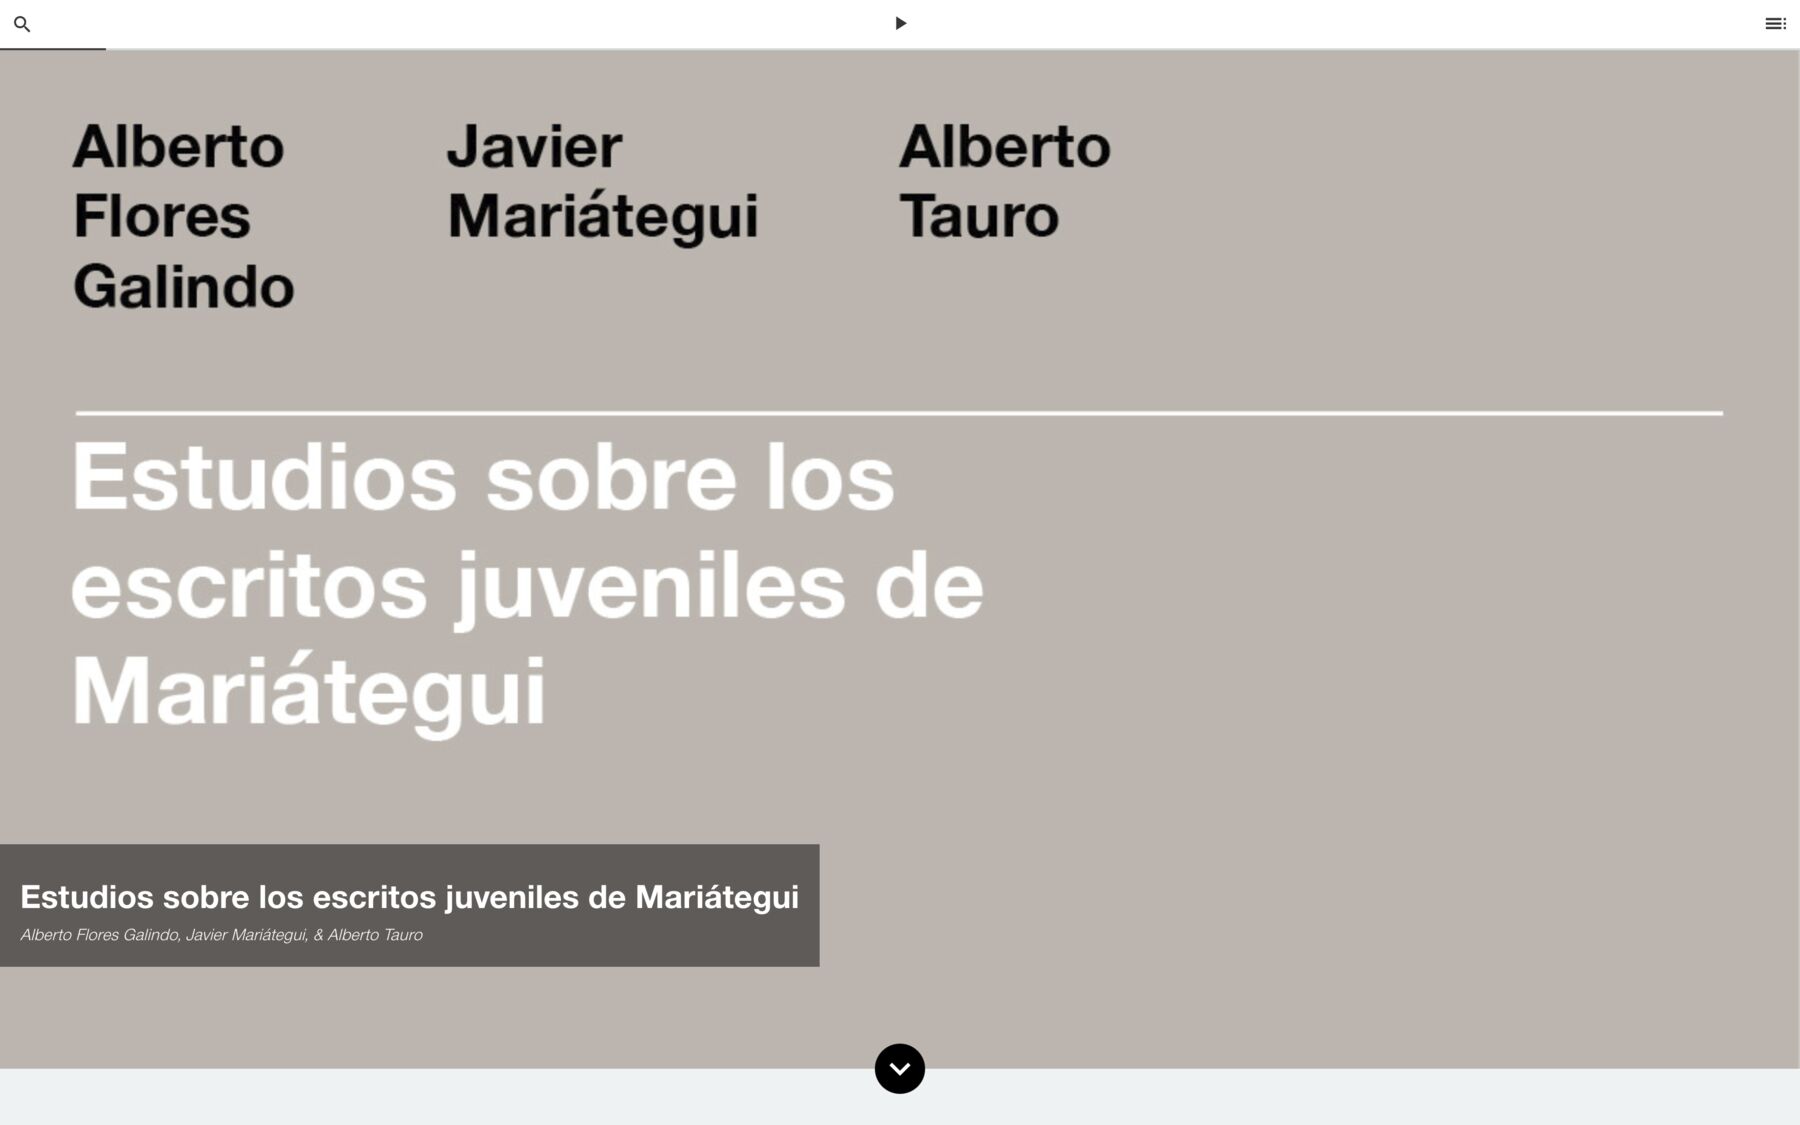 Alberto
Flores
Galindo
Javier
Mariátegui
Alberto
Tauro
Estudios sobre los
escritos juveniles de
Mariátegui
Estudios sobre los escritos juveniles de Mariátegui
Alberto Flores Galindo, Javier Mariátegui, & Alberto Tauro